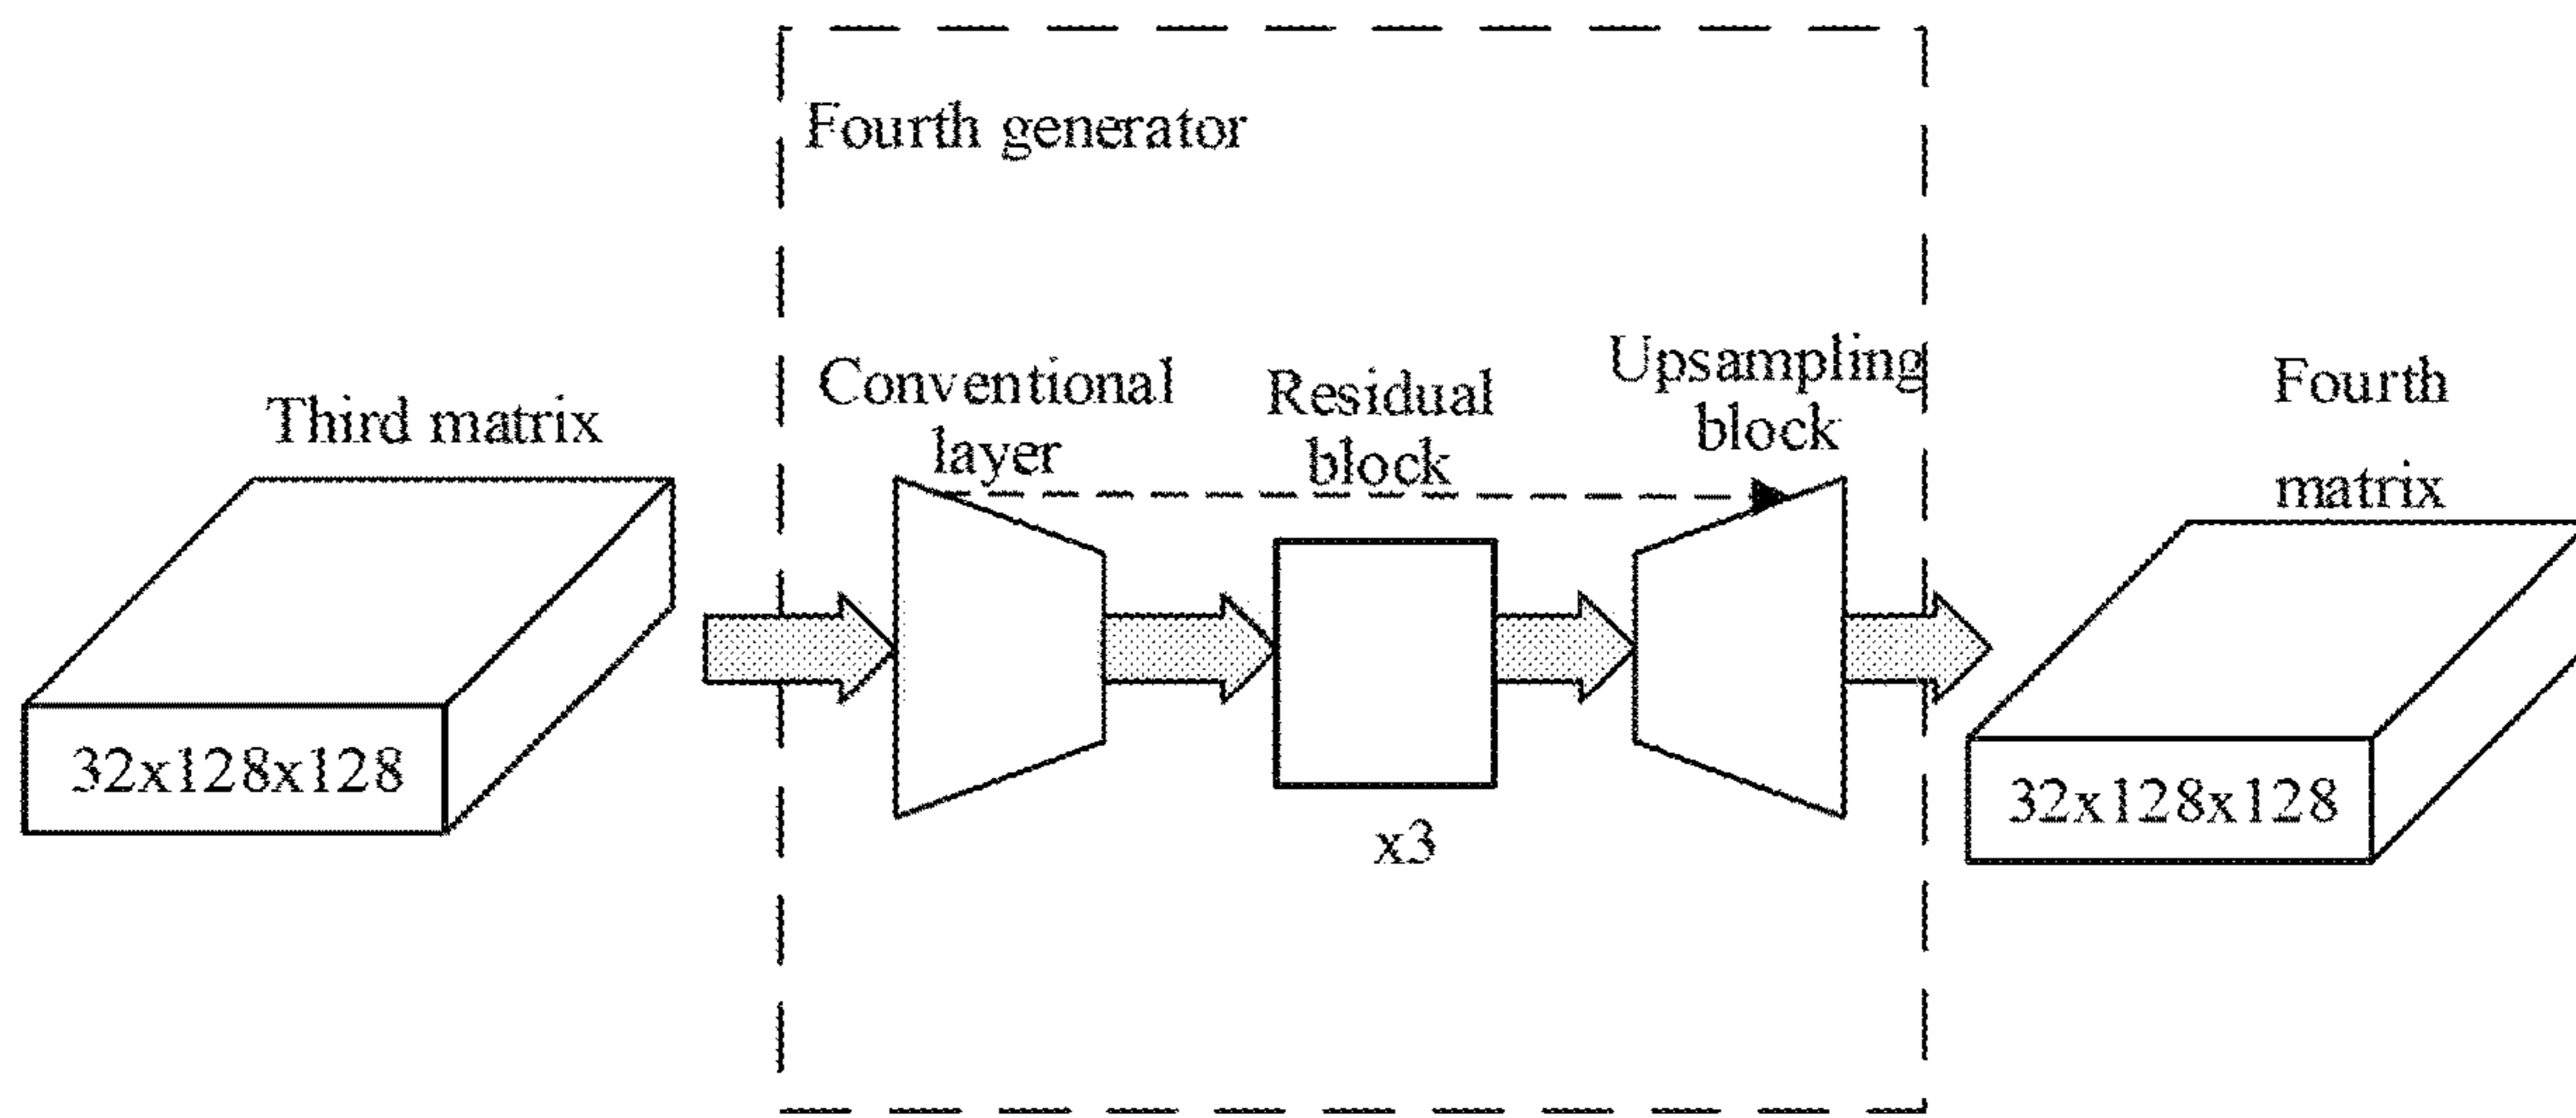 Fourth generator
Third matrix
32x128x128
Conventional
layer
Residual
block
x3
Upsampling
block
Fourth
matrix
32x128x128